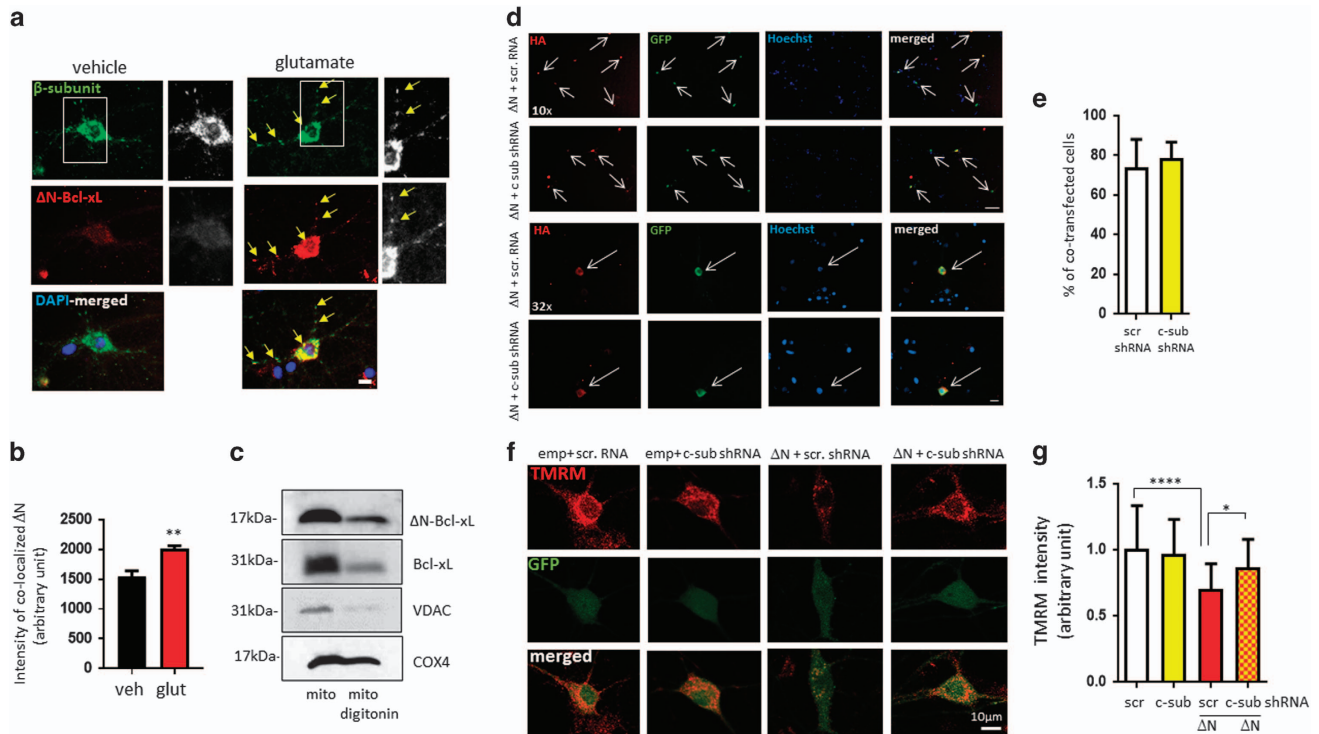 a
vehicle
glutamate
β-subunit
ΔN-Bcl-xL
DAPI-merged
b
Intensity of co-localized ΔN
(arbitrary unit)
2500
2000
1500
1000
500
0
**
veh
glut
c
17kDa-
ΔN-Bcl-xL
31kDa-
Bcl-xL
31kDa-
VDAC
17kDa-
COX4
mito
mito
digitonin
d
ΔN + scr. RNA
HA
GFP
Hoechst
merged
10x
ΔN + c sub shRNA
ΔN + scr. RNA
HA
GFP
Hoechst
merged
32x
ΔN + c-sub shRNA
e
% of co-transfected cells
100
80
60
40
20
0
scr
shRNA
c-sub
shRNA
f
emp+scr. RNA
emp+c-sub shRNA
ΔN + scr. shRNA
ΔN + c-sub shRNA
TMRM
GFP
merged
10μm
g
TMRM intensity
(arbitrary unit)
1.5
1.0
0.5
0.0
****
*
scr
c-sub
scr
c-sub
shRNA
ΔN
ΔN